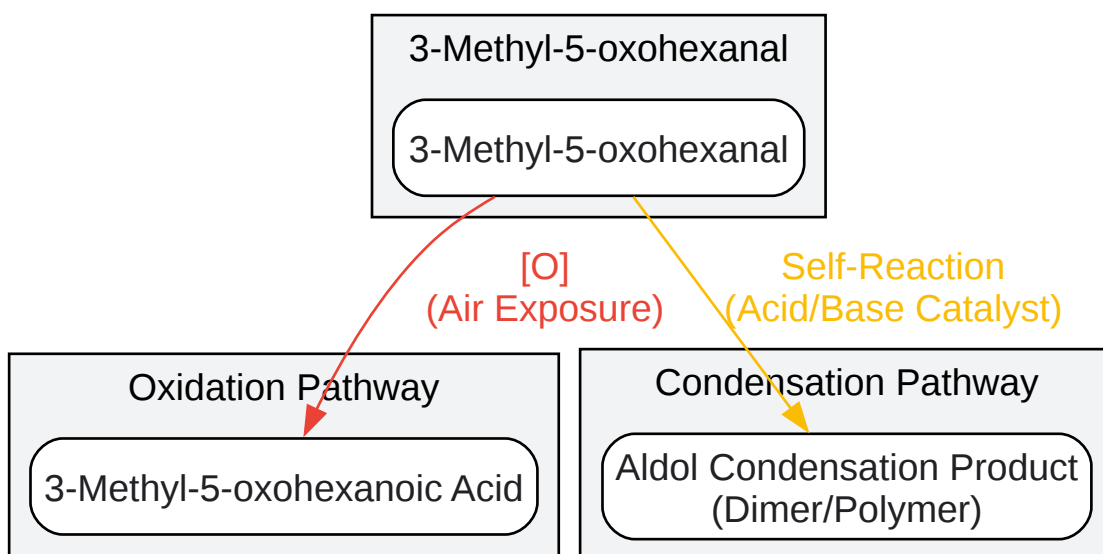 3-Methyl-5-oxohexanal
3-Methyl-5-oxohexanal
[O]
(Air Exposure)
Self-Reaction
(Acid/Base Catalyst)
Oxidation Pathway
3-Methyl-5-oxohexanoic Acid
Condensation Pathway
Aldol Condensation Product
(Dimer/Polymer)